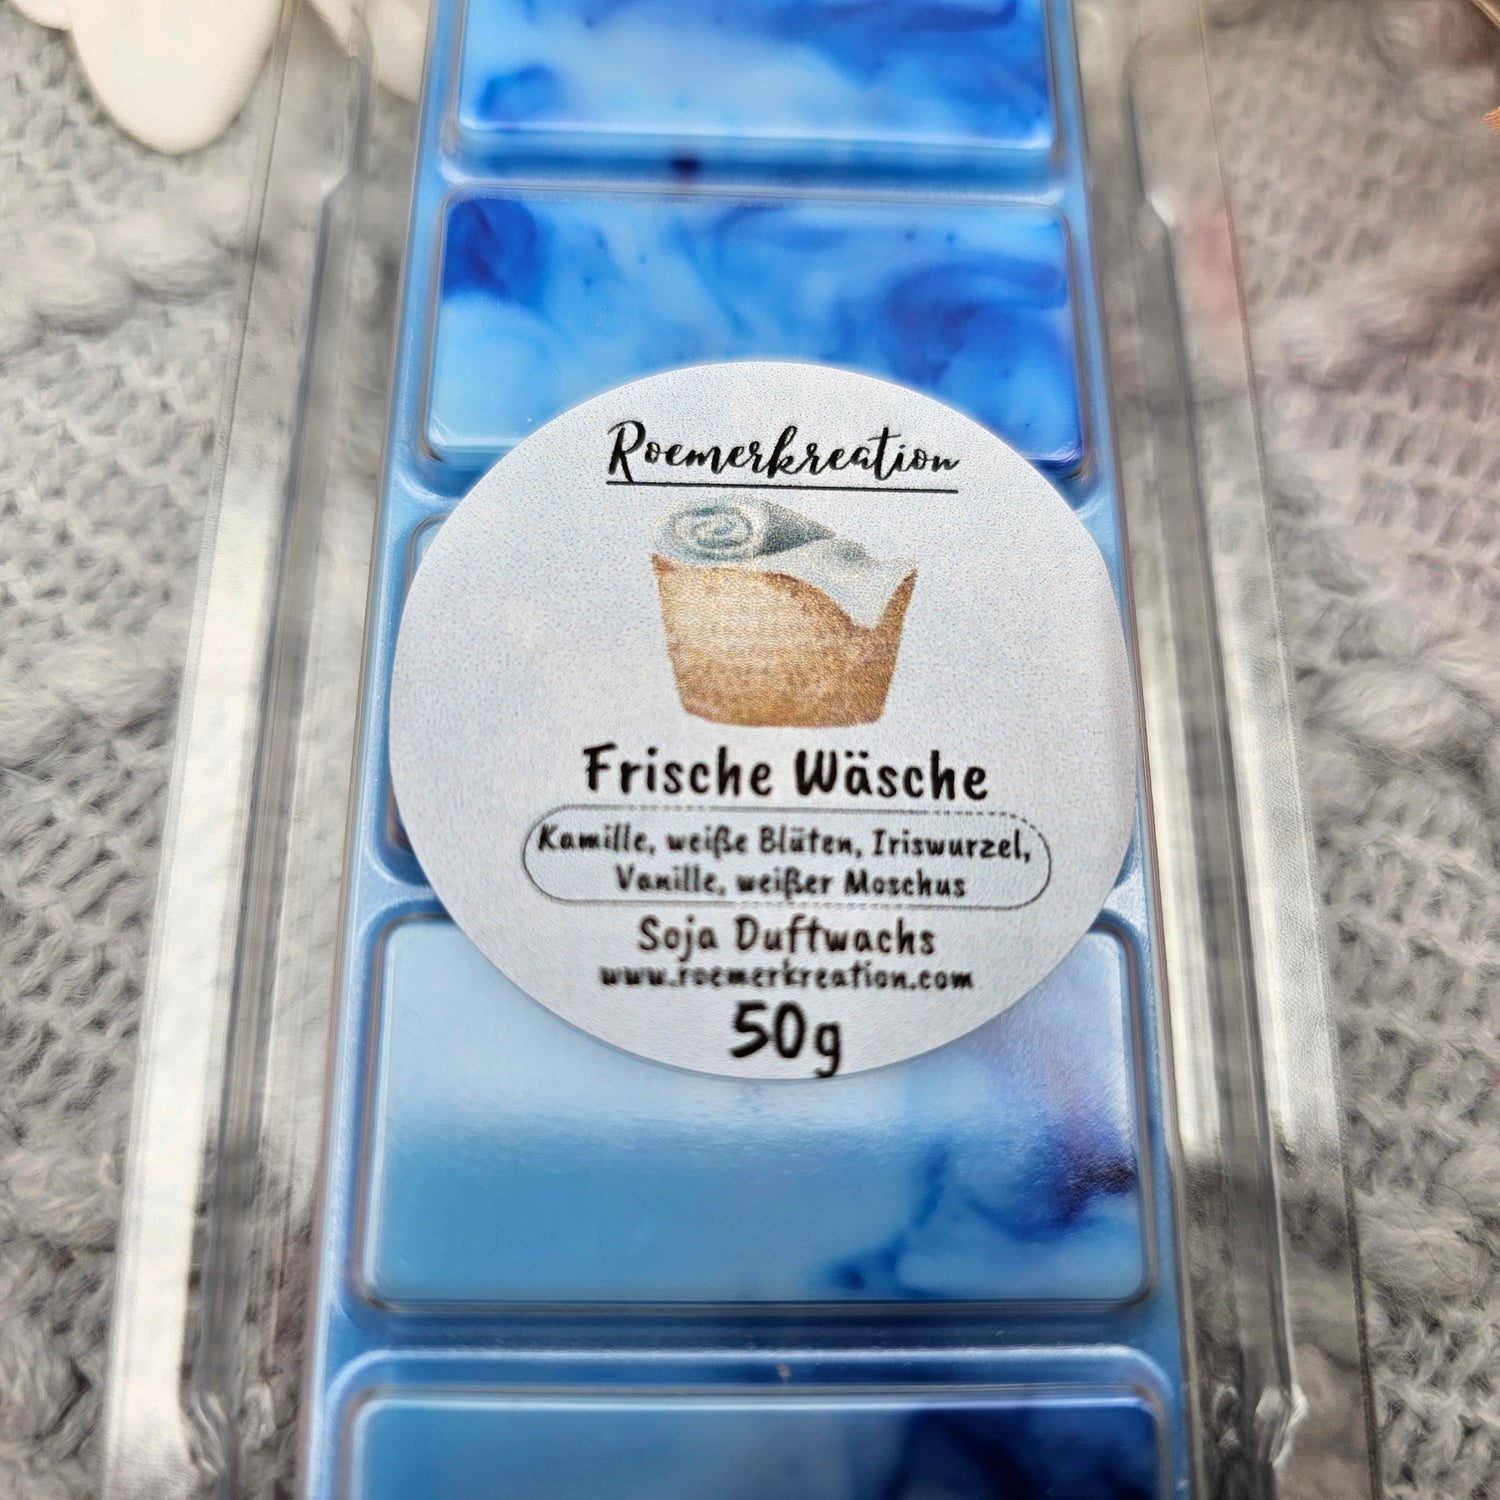 Roemerkreation
Frische Wäsche
Kamille, weiße Blüten, Iriswurzel,
Vanille, weißer Moschus
Soja Duftwachs
www.roemerkreation.com
50g